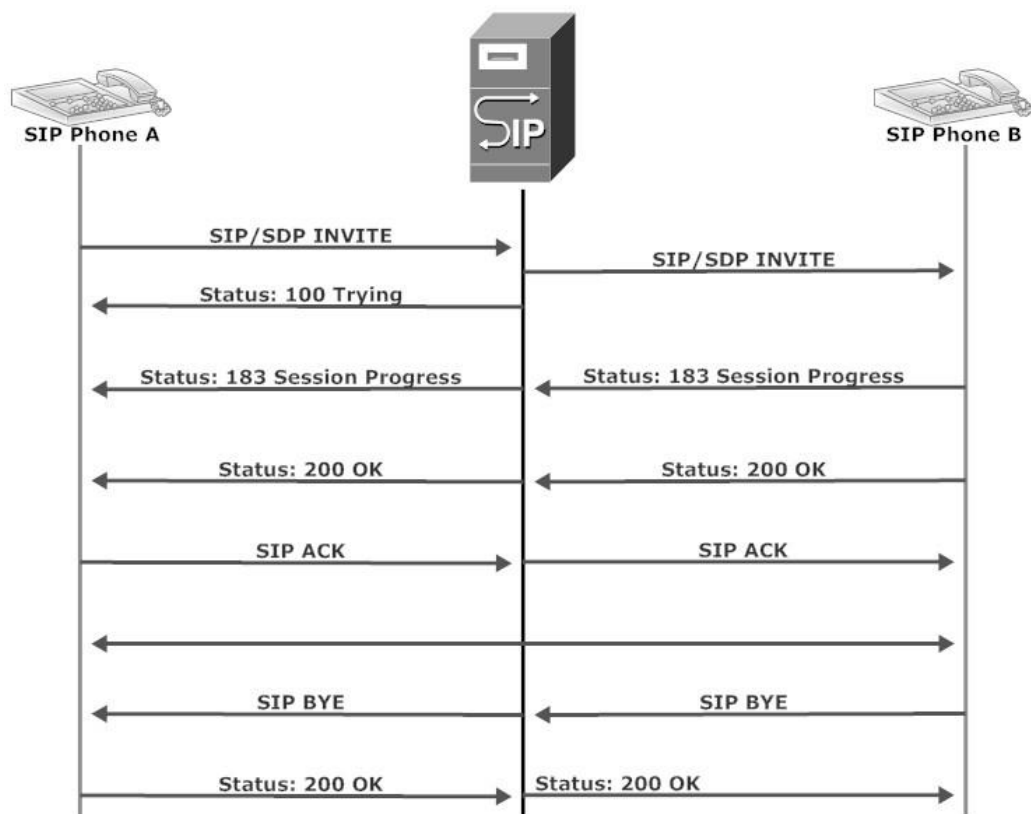 SIP
SIP Phone A
SIP Phone B
SIP/SDP INVITE
SIP/SDP INVITE
Status: 100 Trying
Status: 183 Session Progress
Status: 183 Session Progress
Status: 200 OK
Status: 200 OK
SIP ACK
SIP ACK
SIP BYE
SIP BYE
Status: 200 OK
Status: 200 OK